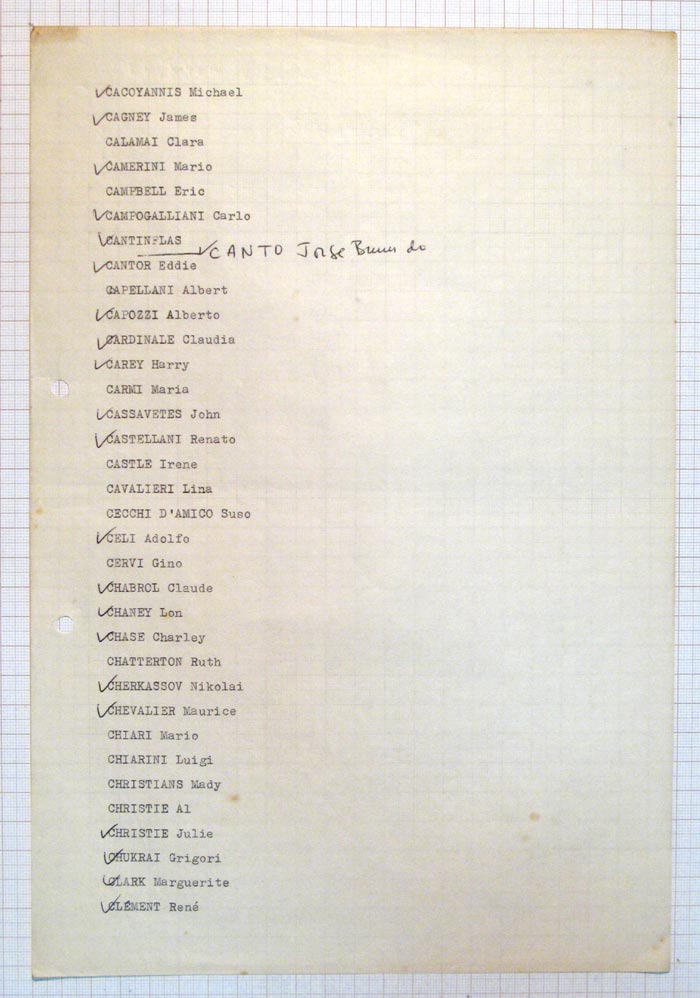 ✓CACOYANNIS Michael
✓CAGNEY James
CALAMAI Clara
✓CAMERINI Mario
CAMPBELL Eric
✓CAMPOGALLIANI Carlo
✓CANTINFLAS
✓CANTO Jorge
✓CANTOR Eddie
CAPELLANI Albert
✓CAPOZZI Alberto
✓CARDINALE Claudia
✓CAREY Harry
CARMI Maria
✓CASSAVETES John
✓CASTELLANI Renato
CASTLE Irene
CAVALIERI Lina
CECCHI D'AMICO Suso
✓CELI Adolfo
CERVI Gino
✓CHABROL Claude
✓CHANEY Lon
✓CHASE Charley
CHATTERTON Ruth
✓CHERKASSOV Nikolai
✓CHEVALIER Maurice
CHIARI Mario
CHIARINI Luigi
CHRISTIANS Mady
CHRISTIE Al
✓CHRISTIE Julie
✓CHUKRAI Grigori
✓CLARK Marguerite
✓CLÉMENT René